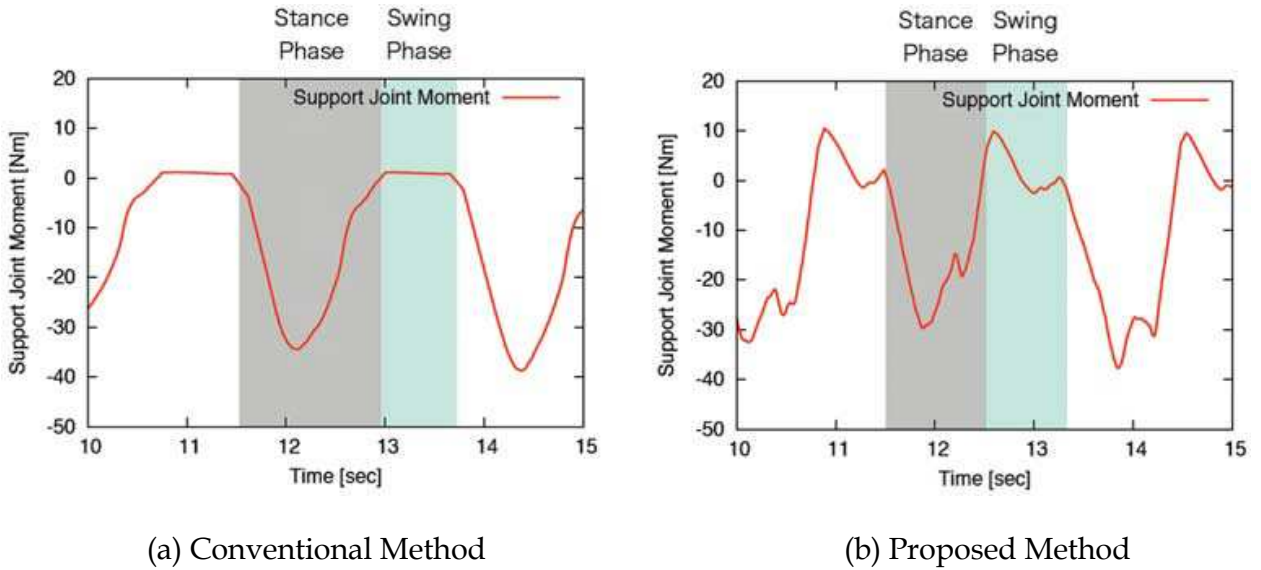 Stance Swing
Phase Phase
20
10
0
-10
-20
-30
-40
-50
Support Joint Moment [Nm]
Support Joint Moment
10 11 12 13 14 15
Time [sec]
(a) Conventional Method
Stance Swing
Phase Phase
20
10
0
-10
-20
-30
-40
-50
Support Joint Moment [Nm]
Support Joint Moment
10 11 12 13 14 15
Time [sec]
(b) Proposed Method